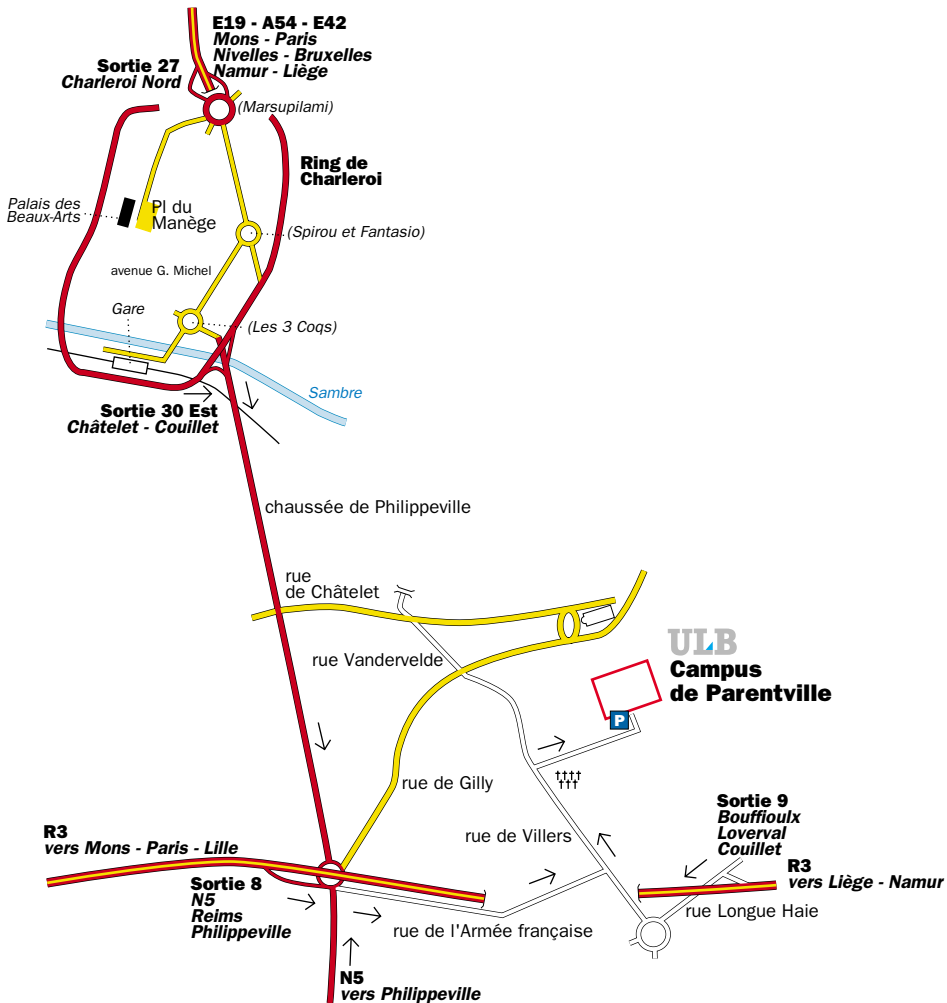 E19 - A54 - E42
Mons - Paris
Nivelles - Bruxelles
Namur - Liège
Sortie 27
Charleroi Nord
(Marsupilami)
Ring de
Charleroi
Palais des
Beaux-Arts
Pl du
Manège
(Spirou et Fantasio)
avenue G. Michel
Gare
(Les 3 Coqs)
Sambre
Sortie 30 Est
Châtelet - Couillet
chaussée de Philippeville
rue
de Châtelet
rue Vandervelde
ULB
Campus
de Parentville
P
rue de Gilly
rue de Villers
Sortie 9
Bouffioulx
Loverval
Couillet
R3
vers Mons - Paris - Lille
R3
vers Liège - Namur
Sortie 8
N5
Reims
Philippeville
rue Longue Haie
rue de l'Armée française
N5
vers Philippeville